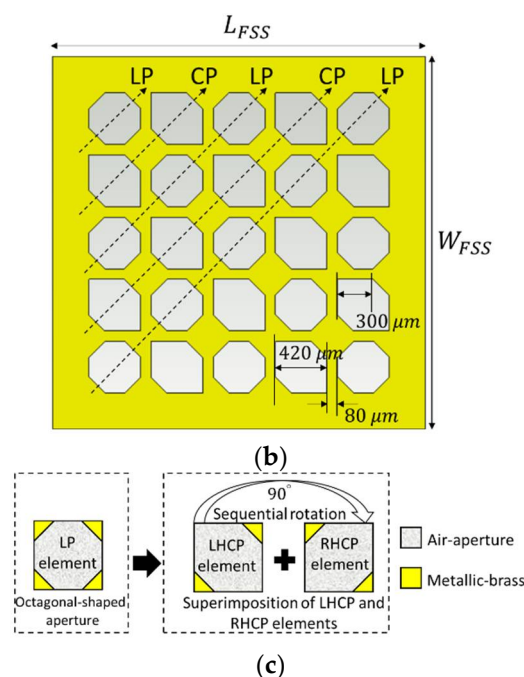 L_FSS
LP CP LP CP LP
W_FSS
300 μm
420 μm
80 μm
(b)
90°
Sequential rotation
LP
element
LHCP
element
RHCP
element
Octagonal-shaped
aperture
Superimposition of LHCP and
RHCP elements
Air-aperture
Metallic-brass
(c)